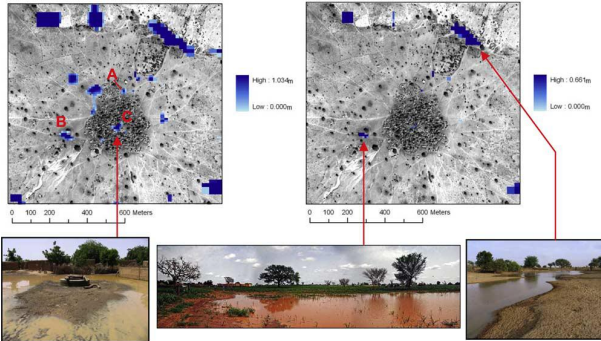 A
B
C
High : 1.034m
Low : 0.000m
0 100 200 400 600 Meters
High : 0.661m
Low : 0.000m
0 100 200 400 600 Meters